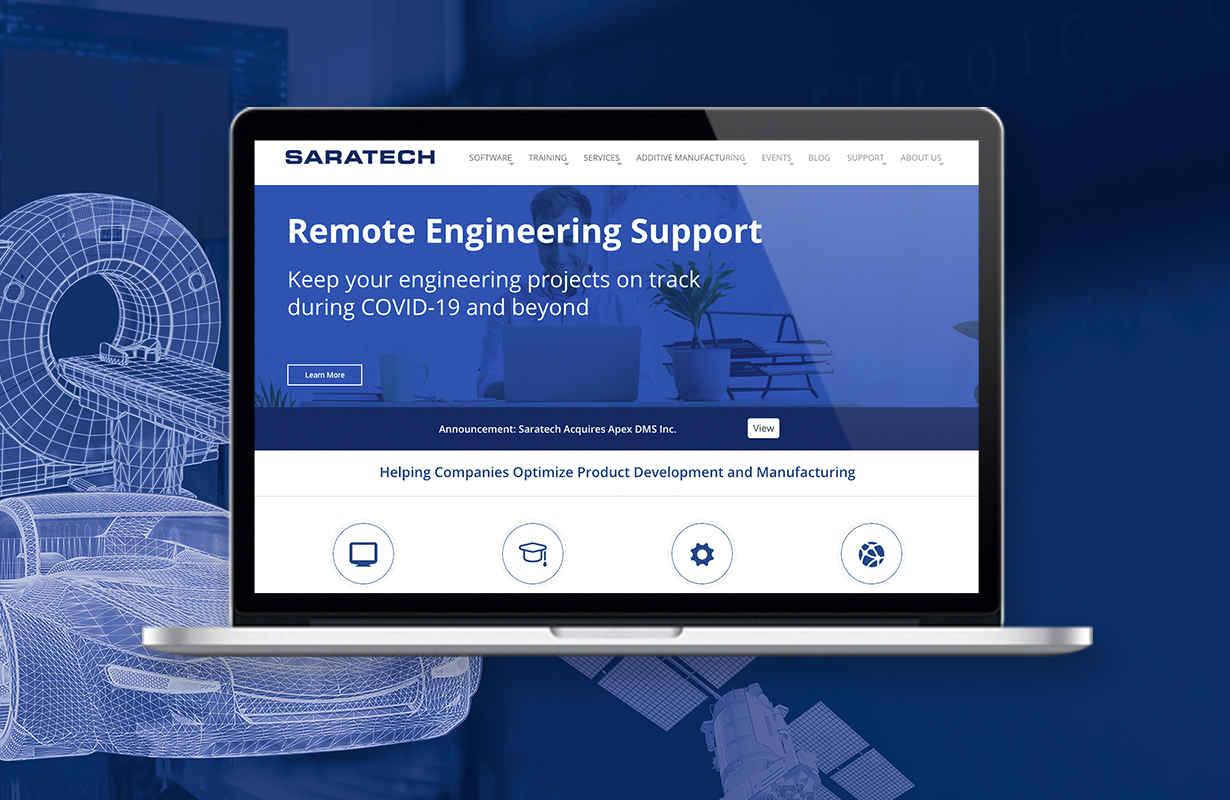 SARATECH
SOFTWARE TRAINING SERVICES ADDITIVE MANUFACTURING EVENTS BLOG SUPPORT ABOUT US
Remote Engineering Support
Keep your engineering projects on track
during COVID-19 and beyond
Learn More
Announcement: Saratech Acquires Apex DMS Inc.
View
Helping Companies Optimize Product Development and Manufacturing